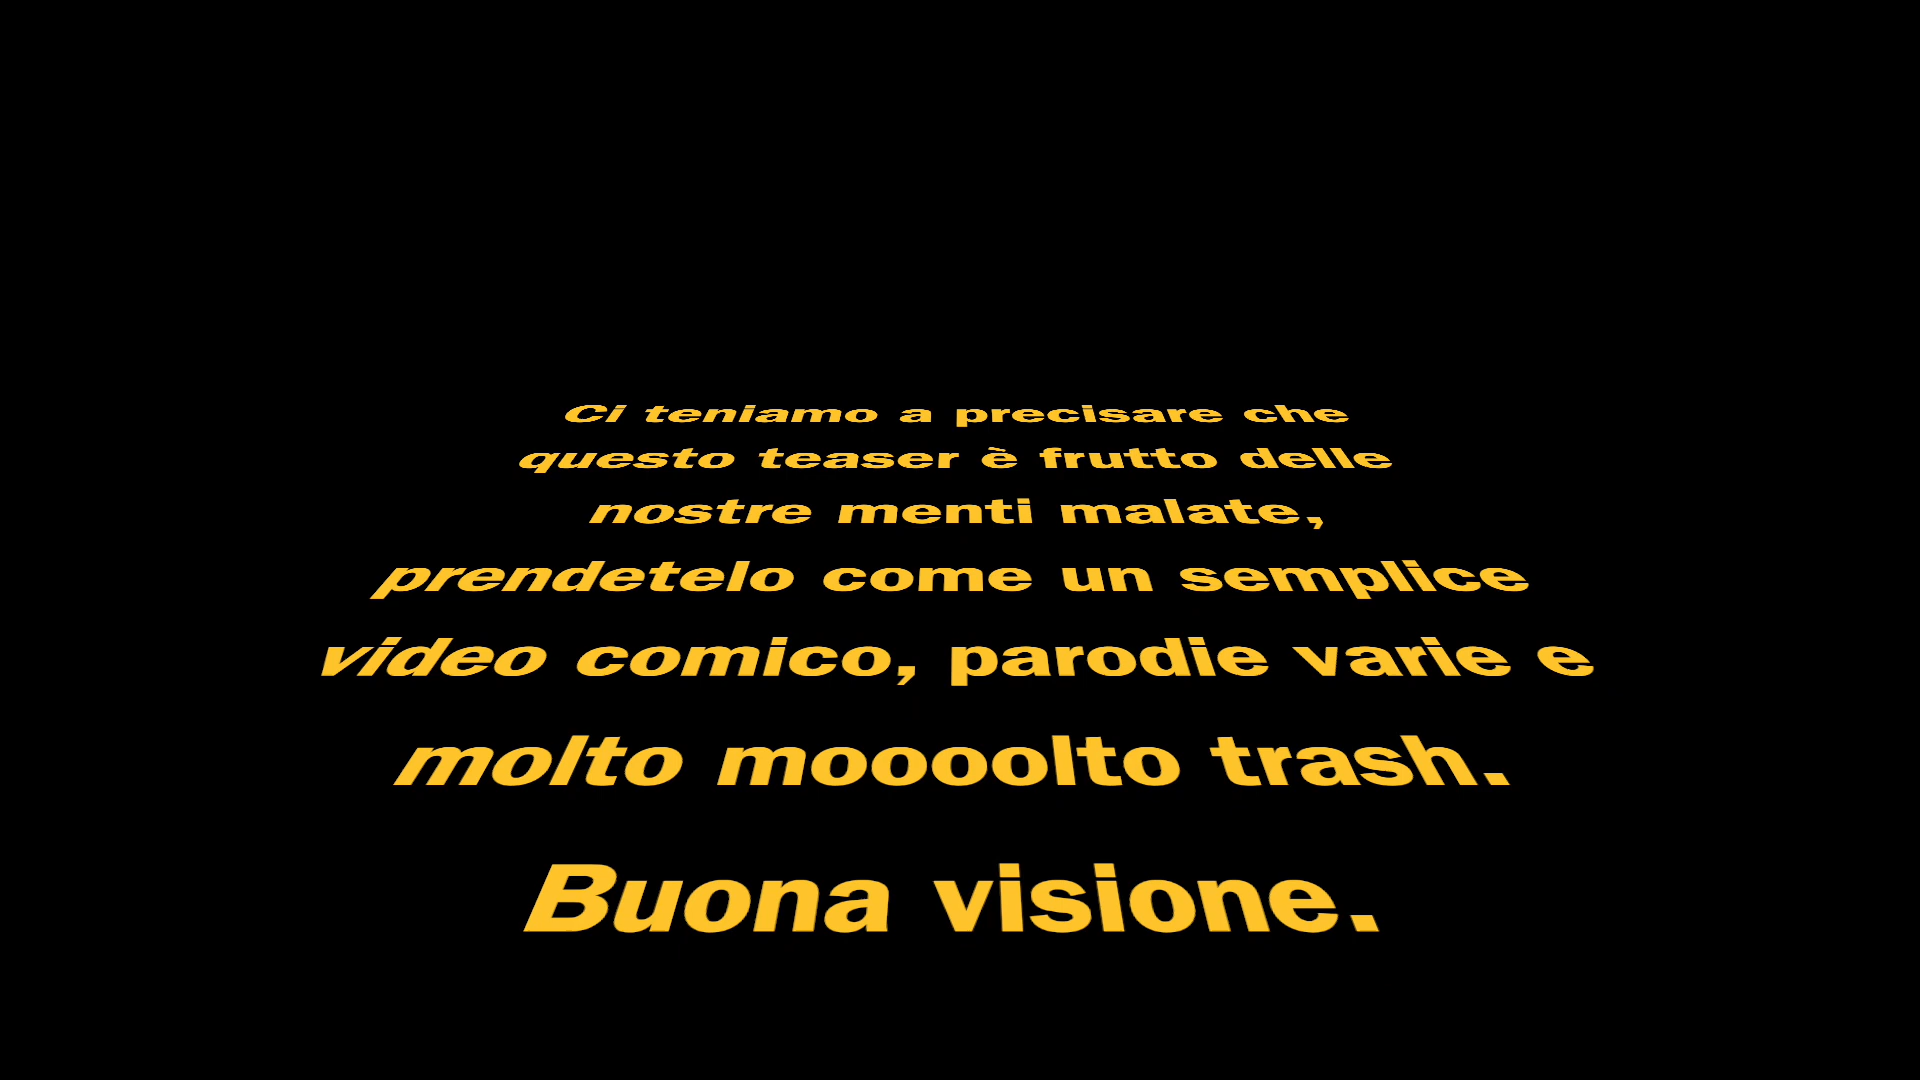 Ci teniamo a precisare che
questo teaser è frutto delle
nostre menti malate,
prendetelo come un semplice
video comico, parodie varie e
molto moooolto trash.
Buona visione.